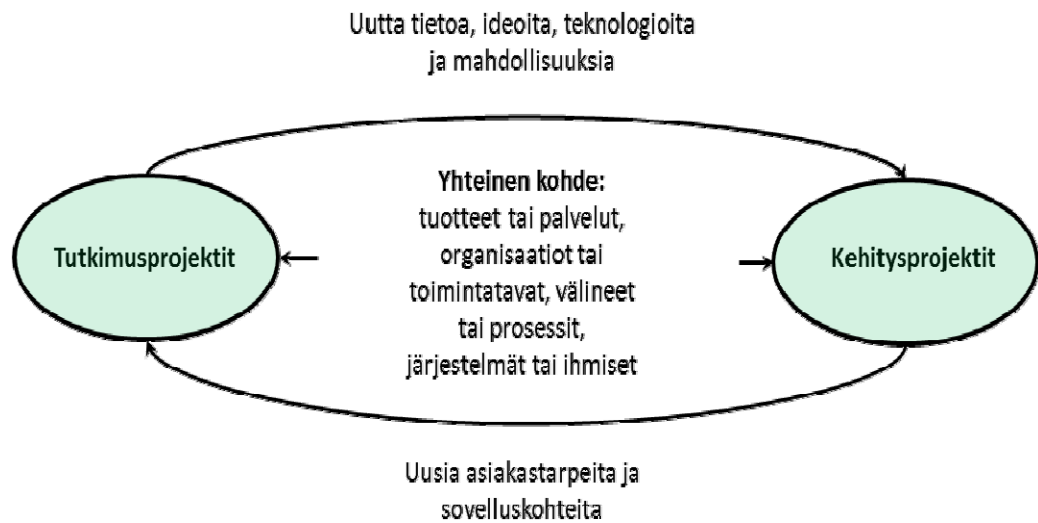 Uutta tietoa, ideoita, teknologioita
ja mahdollisuuksia
Yhteinen kohde:
tuotteet tai palvelut,
organisaatiot tai
toimintatavat, välineet
tai prosessit,
järjestelmät tai ihmiset
Tutkimusprojektit
Kehitysprojektit
Uusia asiakastarpeita ja
sovelluskohteita